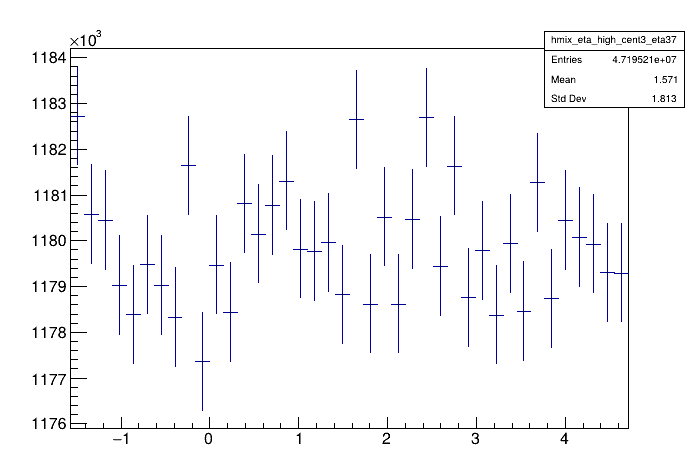 ×10³
hmix_eta_high_cent3_eta37
Entries 4.719521e+07
Mean 1.571
Std Dev 1.813
1184
1183
1182
1181
1180
1179
1178
1177
1176
−1 0 1 2 3 4